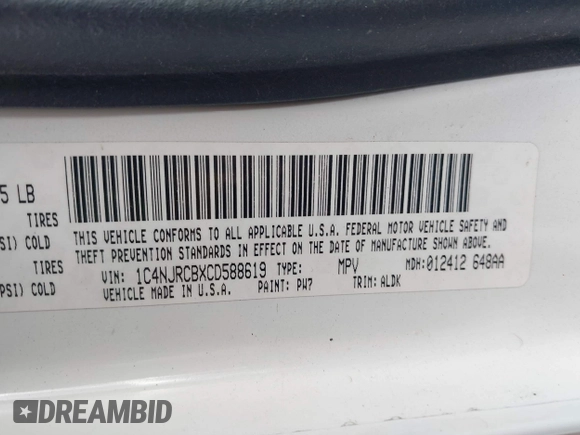 5 LB
TIRES
SI) COLD
TIRES
PSI) COLD
THIS VEHICLE CONFORMS TO ALL APPLICABLE U.S.A. FEDERAL MOTOR VEHICLE SAFETY AND
THEFT PREVENTION STANDARDS IN EFFECT ON THE DATE OF MANUFACTURE SHOWN ABOVE.
VIN: 1C4NJRCBXCD588619 TYPE: MPV MDH:012412 648AA
VEHICLE MADE IN U.S.A. PAINT: PW7 TRIM: ALDK
DREAMBID